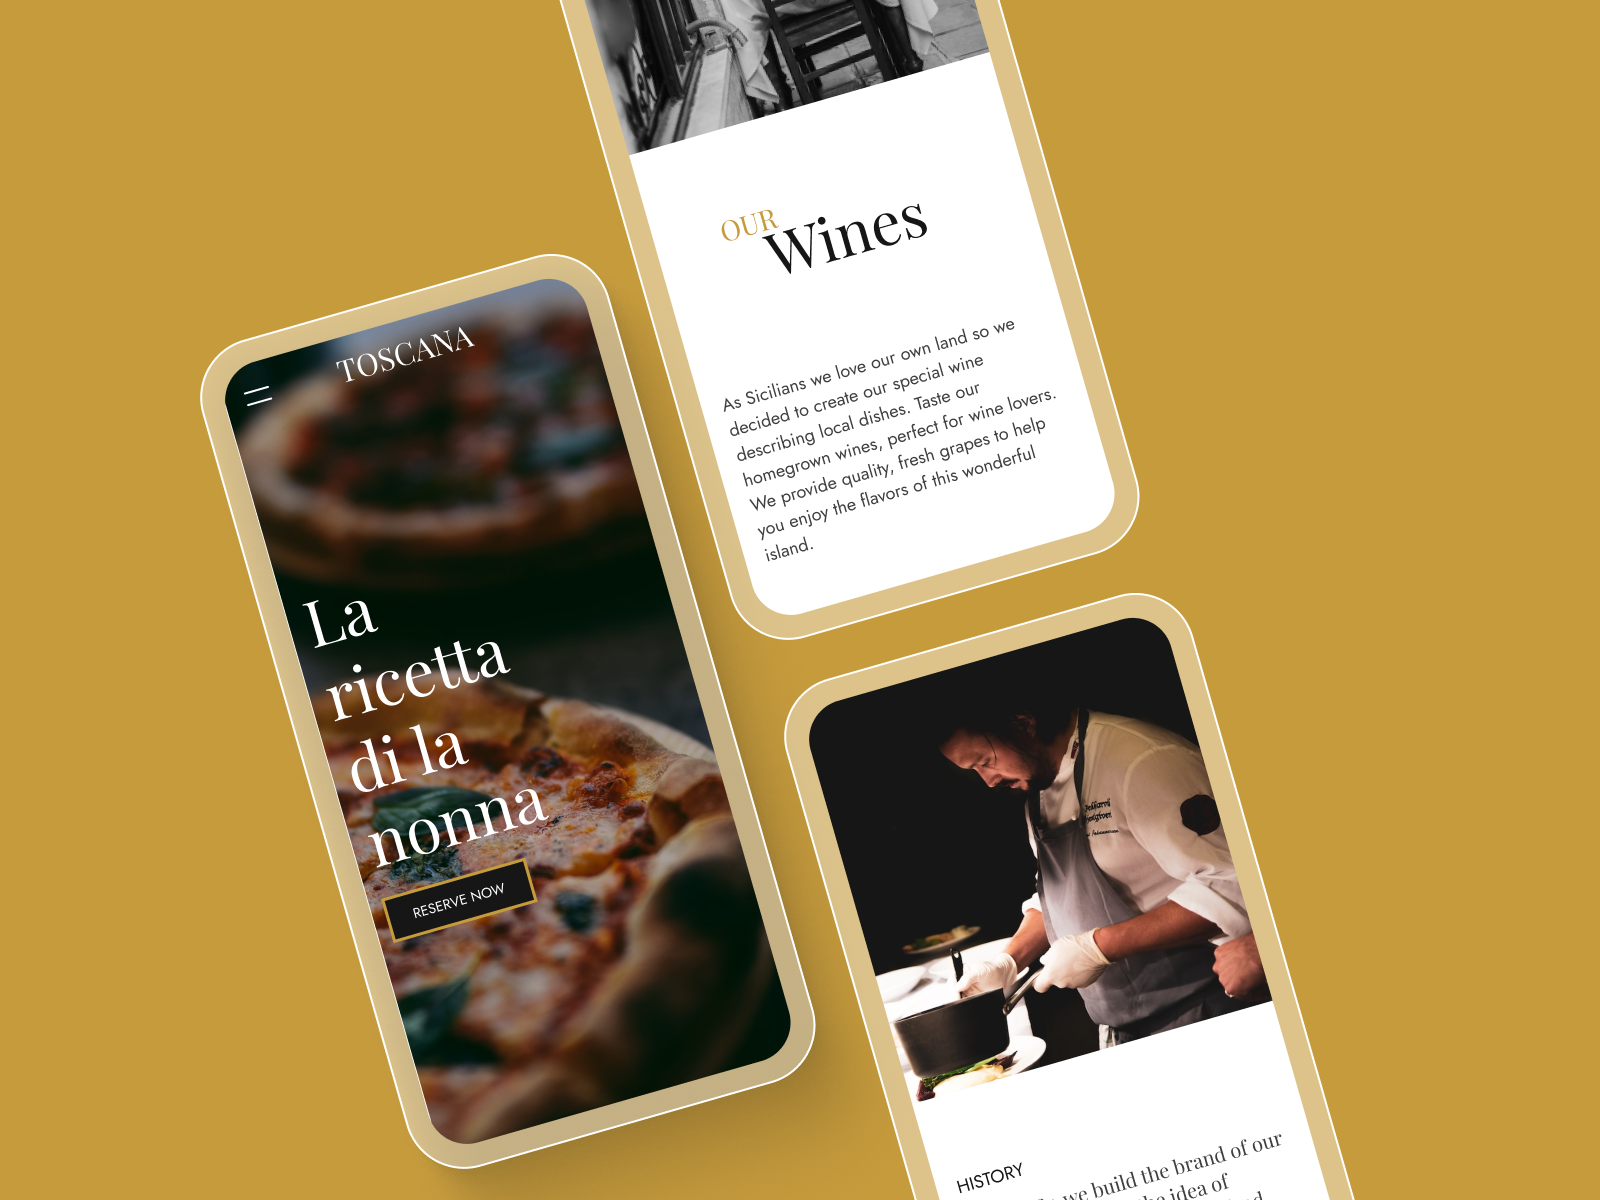 TOSCANA
La
ricetta
di la
nonna
RESERVE NOW
OUR
Wines
As Sicilians we love our own land so we
decided to create our special wine
describing local dishes. Taste our
homegrown wines, perfect for wine lovers.
We provide quality, fresh grapes to help
you enjoy the flavors of this wonderful
island.
HISTORY
we build the brand of our
the idea of